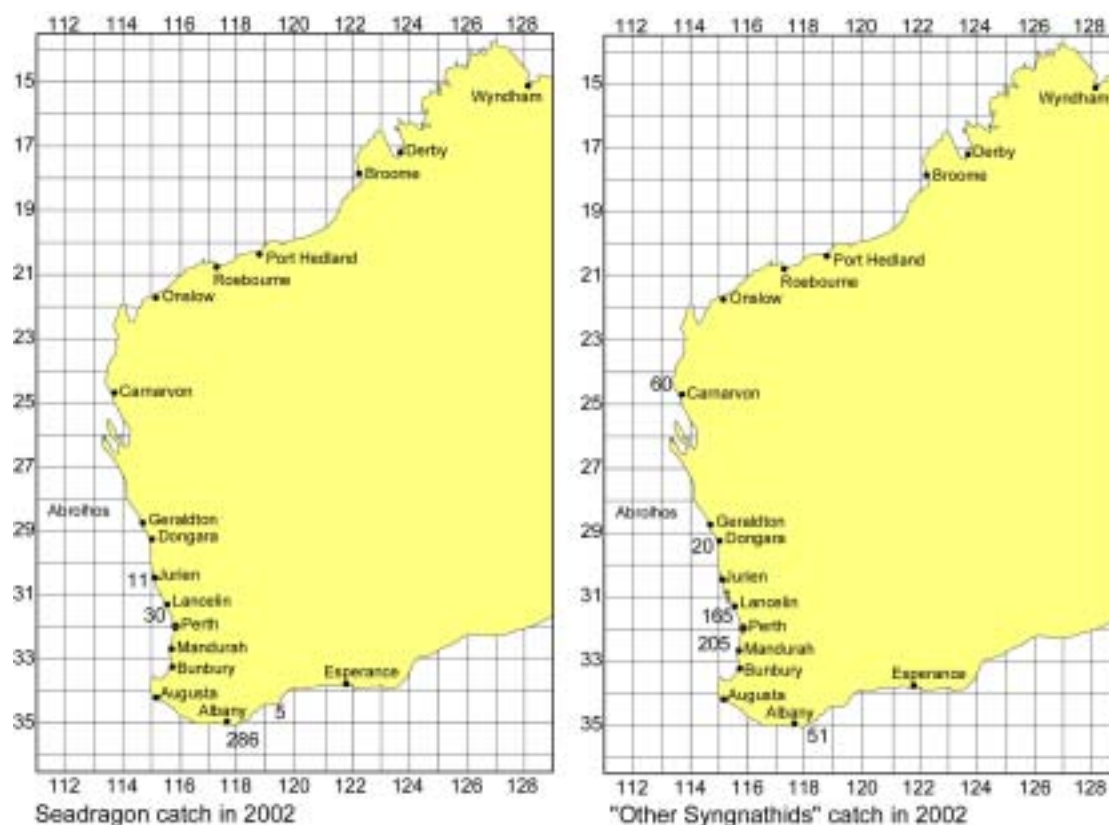 112 114 116 118 120 122 124 126 128
15
Wyndham
17
Derby
Broome
19
Port Hedland
21
Roebourne
Onslow
23
Carnarvon
25
27
Abrolhos
Geraldton
29
Dongara
11 Jurien
31
Lancelin
30
Perth
Mandurah
33
Bunbury
Esperance
Augusta
Albany
5
35
286
112 114 116 118 120 122 124 126 128
Seadragon catch in 2002
112 114 116 118 120 122 124 126 128
15
Wyndham
17
Derby
Broome
19
Port Hedland
21
Roebourne
Onslow
23
60
Carnarvon
25
27
Abrolhos
Geraldton
29
20 Dongara
Jurien
31
Lancelin
165
Perth
205 Mandurah
33
Bunbury
Esperance
Augusta
Albany
35
51
112 114 116 118 120 122 124 126 128
"Other Syngnathids" catch in 2002